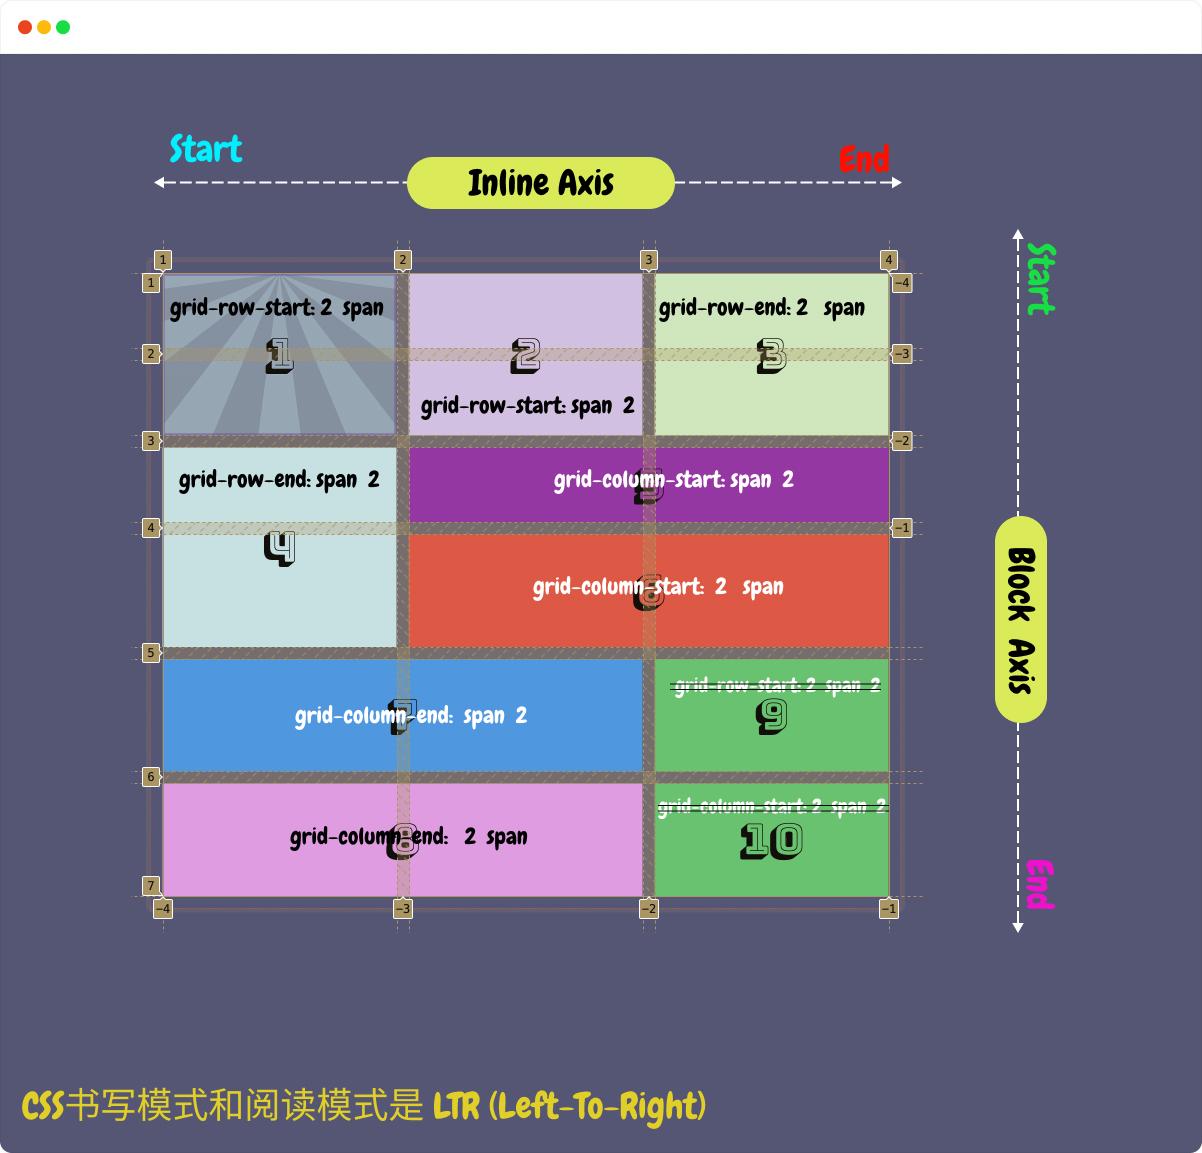 Start
End
Inline Axis
1 2 3 4
1 -4
grid-row-start: 2 span
grid-row-end: 2 span
1 2 3
2 -3
grid-row-start: span 2
3 -2
grid-row-end: span 2
grid-column-start: span 2
5
4 -1
4
grid-column-start: 2 span
6
5
grid-row-start: 2 span 2
grid-column-end: span 2
7
9
6
grid-column-start: 2 span 2
grid-column-end: 2 span
8
10
7
-4 -3 -2 -1
Start
Block Axis
End
CSS书写模式和阅读模式是 LTR (Left-To-Right)